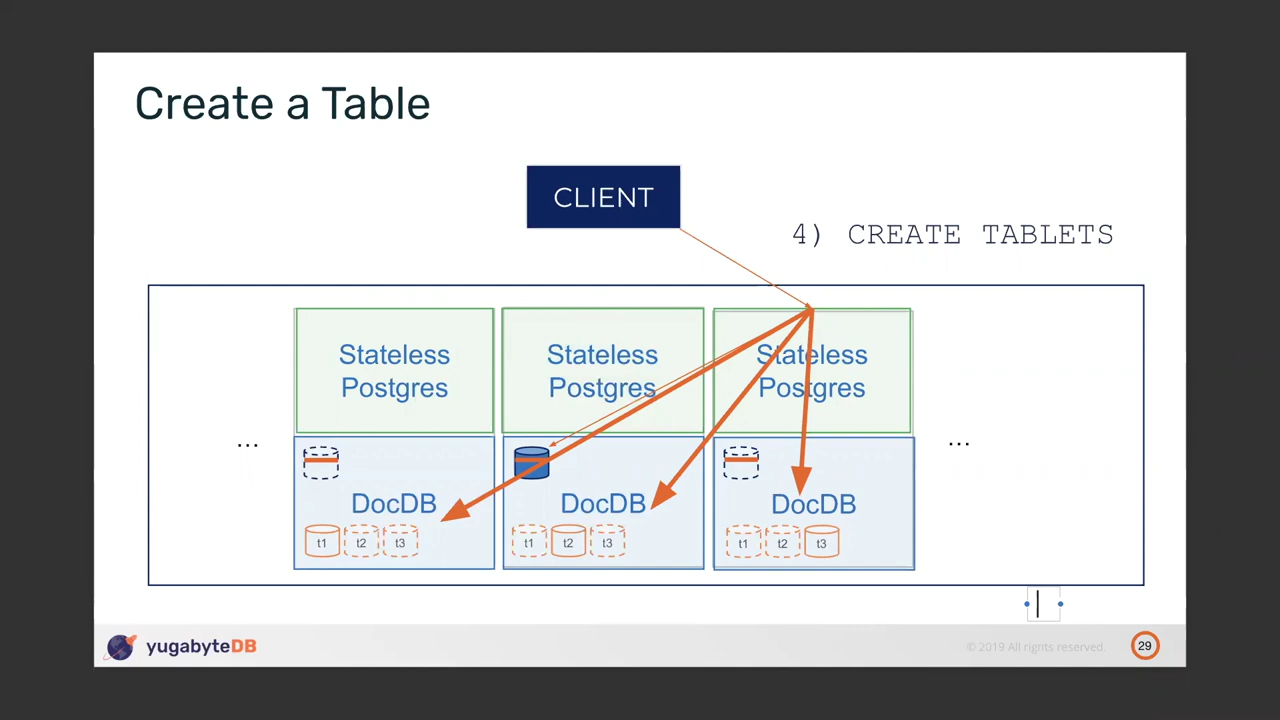 Create a Table
CLIENT
4) CREATE TABLETS
Stateless
Postgres
Stateless
Postgres
Stateless
Postgres
...
...
DocDB
DocDB
DocDB
t1 t2 t3
t1 t2 t3
t1 t2 t3
yugabyteDB
© 2019 All rights reserved.
29